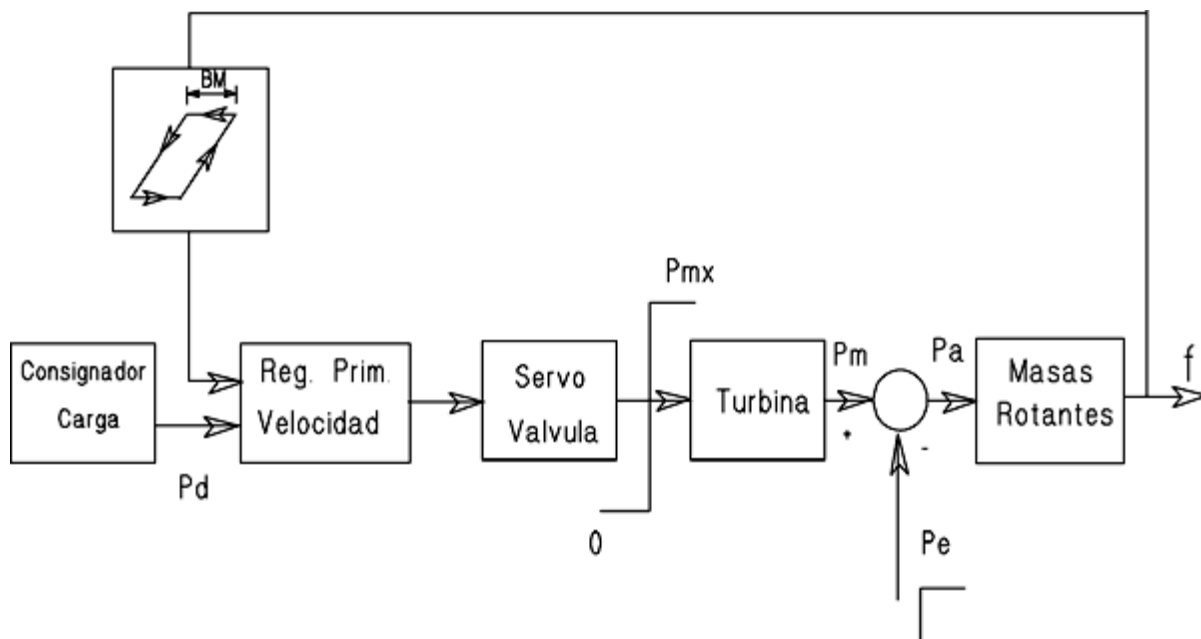 BM
Pmx
Consignador
Carga
Reg. Prim.
Velocidad
Servo
Valvula
Turbina
Pm
Pa
Masas
Rotantes
f
+
-
Pd
0
Pe